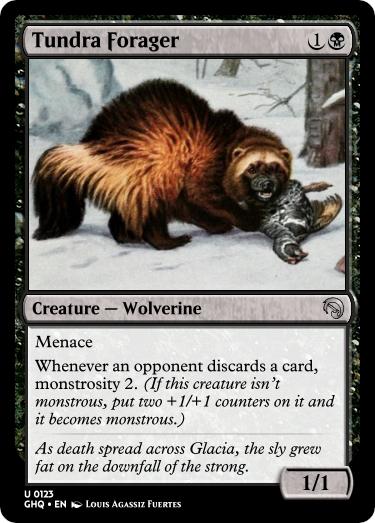 Tundra Forager 1
Creature — Wolverine
Menace
Whenever an opponent discards a card,
monstrosity 2. (If this creature isn't
monstrous, put two +1/+1 counters on it and
it becomes monstrous.)
As death spread across Glacia, the sly grew
fat on the downfall of the strong.
1/1
U 0123
GHQ • EN Louis Agassiz Fuertes